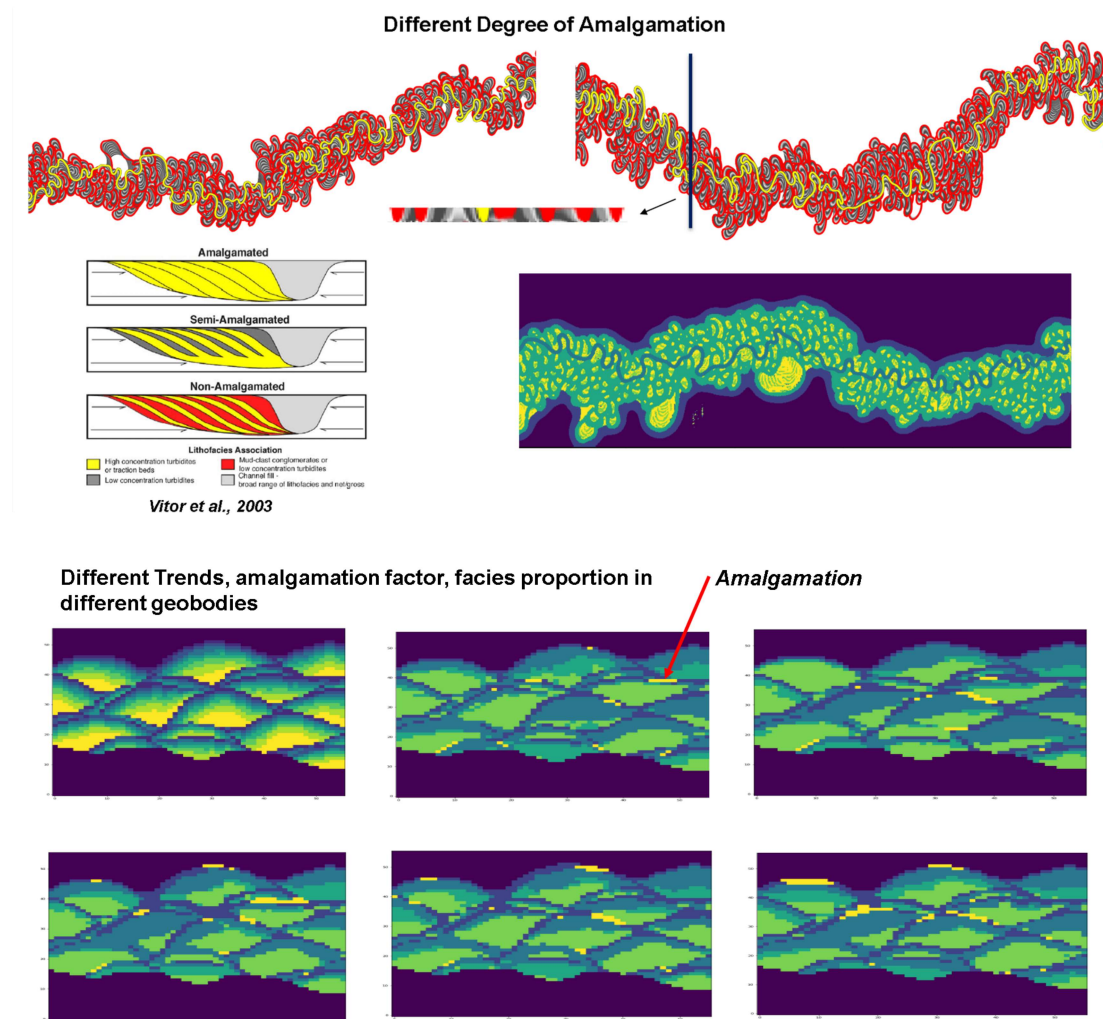 Different Degree of Amalgamation
Amalgamated
Semi-Amalgamated
Non-Amalgamated
Lithofacies Association
High concentration turbidites
or traction beds
Low concentration turbidites
Mud-clast conglomerates or
low concentration turbidites
Channel fill -
broad range of lithofacies and net/gross
Vitor et al., 2003
Different Trends, amalgamation factor, facies proportion in
different geobodies
Amalgamation